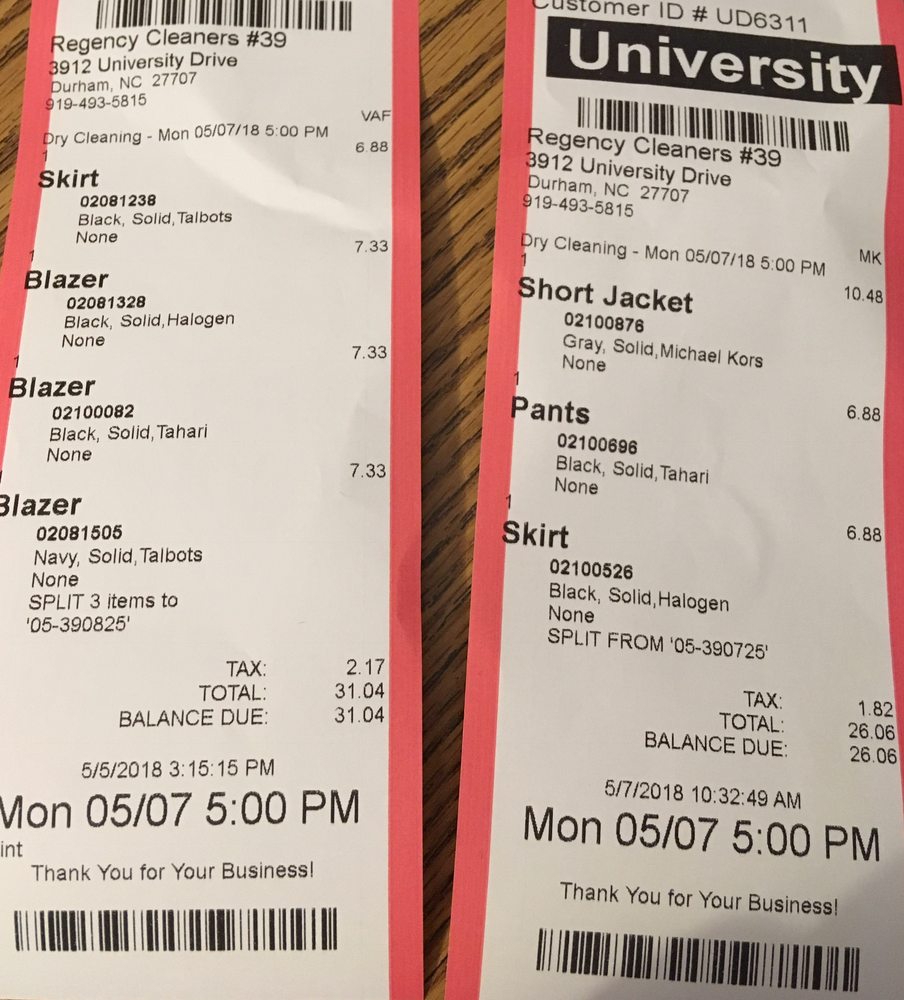 Regency Cleaners #39
3912 University Drive
Durham, NC 27707
919-493-5815
VAF
Dry Cleaning - Mon 05/07/18 5:00 PM
1
6.88
Skirt
02081238
Black, Solid,Talbots
None
1
7.33
Blazer
02081328
Black, Solid,Halogen
None
1
7.33
Blazer
02100082
Black, Solid,Tahari
None
7.33
Blazer
02081505
Navy, Solid,Talbots
None
SPLIT 3 items to
'05-390825'
TAX: 2.17
TOTAL: 31.04
BALANCE DUE: 31.04
5/5/2018 3:15:15 PM
Mon 05/07 5:00 PM
int
Thank You for Your Business!
Customer ID # UD6311
University
Regency Cleaners #39
3912 University Drive
Durham, NC 27707
919-493-5815
MK
Dry Cleaning - Mon 05/07/18 5:00 PM
1
10.48
Short Jacket
02100876
Gray, Solid,Michael Kors
None
1
Pants 6.88
02100696
Black, Solid,Tahari
None
1
Skirt 6.88
02100526
Black, Solid,Halogen
None
SPLIT FROM '05-390725'
TAX: 1.82
TOTAL: 26.06
BALANCE DUE: 26.06
5/7/2018 10:32:49 AM
Mon 05/07 5:00 PM
Thank You for Your Business!